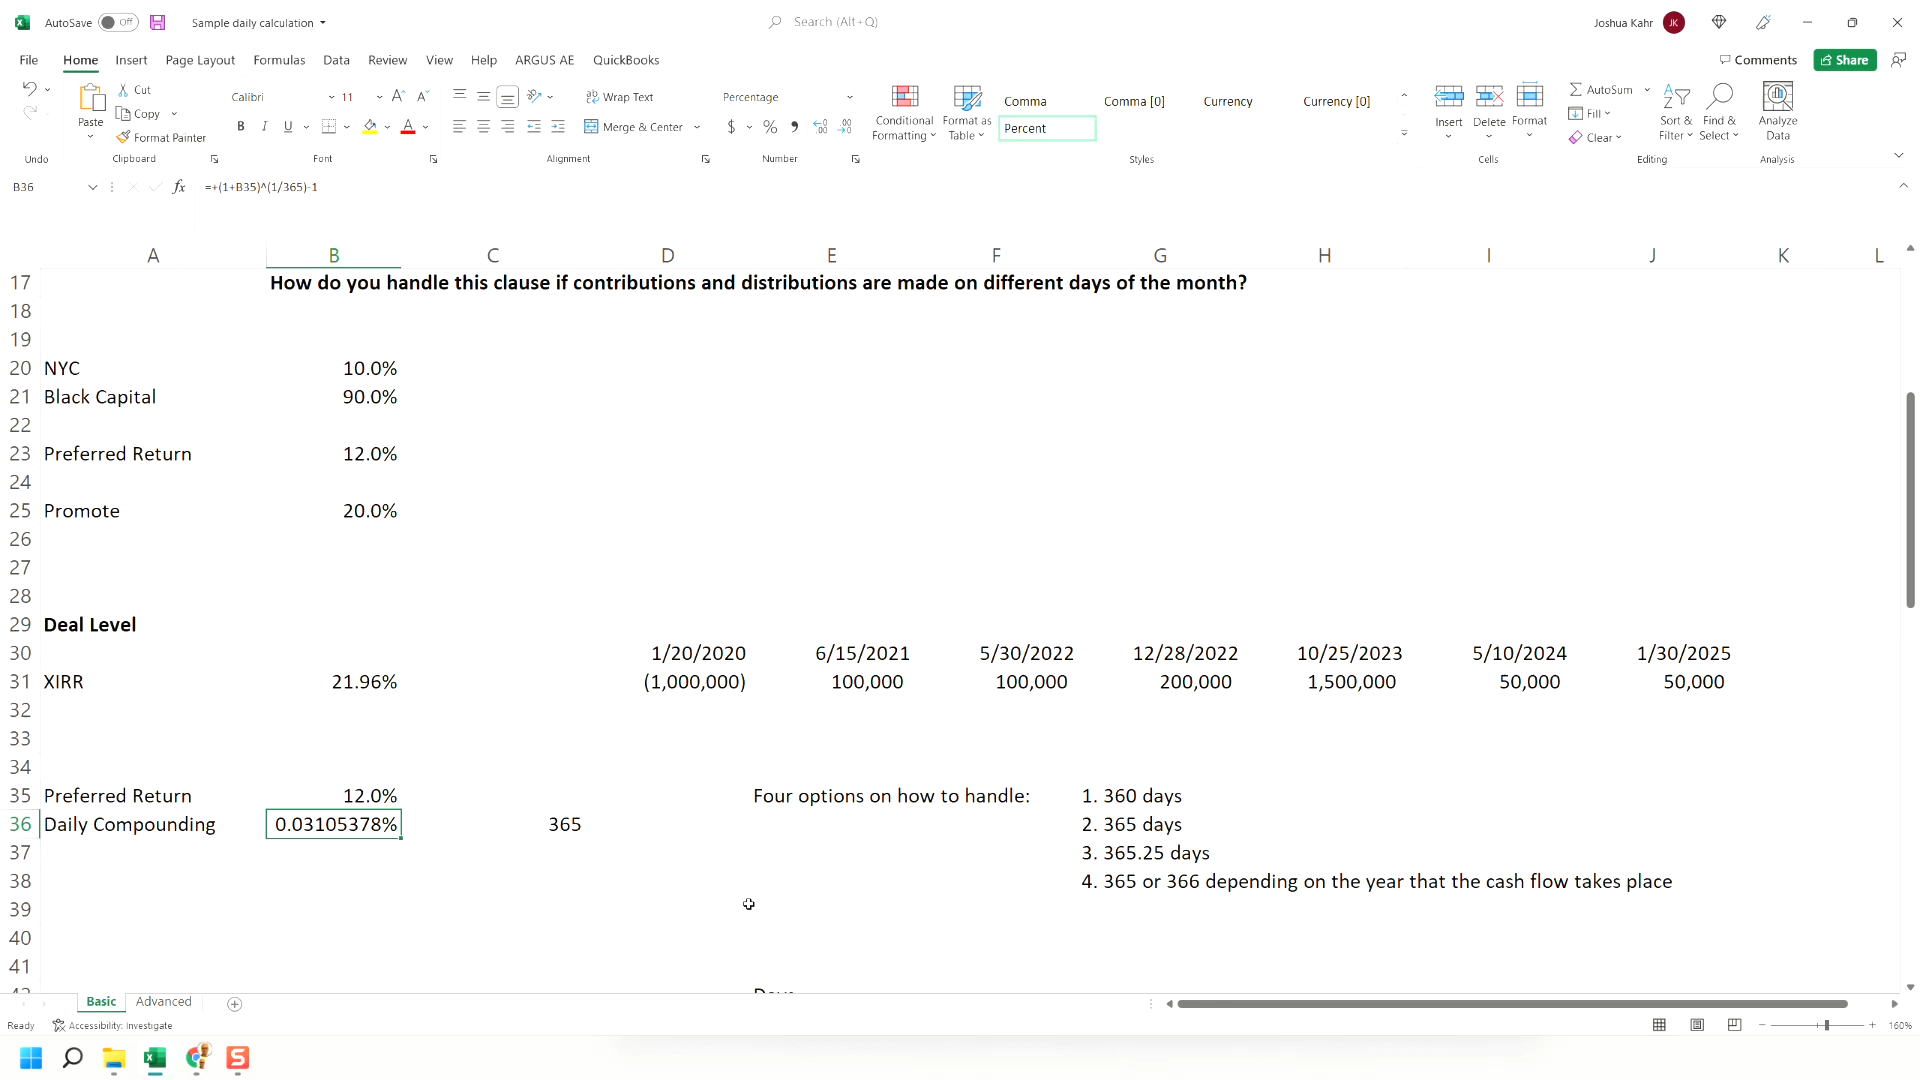 AutoSave Off Sample daily calculation Search (Alt+Q) Joshua Kahr JK
File Home Insert Page Layout Formulas Data Review View Help ARGUS AE QuickBooks Comments Share
Paste Cut Copy Format Painter
Calibri 11
B I U
Wrap Text
Merge & Center
Percentage
$ % ,
Conditional Formatting Format as Table
Comma Comma [0] Currency Currency [0]
Percent
Insert Delete Format
AutoSum Fill Clear
Sort & Filter Find & Select Analyze Data
Undo Clipboard Font Alignment Number Styles Cells Editing Analysis
B36 fx =+(1+B35)^(1/365)-1
A B C D E F G H I J K L
17 How do you handle this clause if contributions and distributions are made on different days of the month?
18
19
20 NYC 10.0%
21 Black Capital 90.0%
22
23 Preferred Return 12.0%
24
25 Promote 20.0%
26
27
28
29 Deal Level
30 1/20/2020 6/15/2021 5/30/2022 12/28/2022 10/25/2023 5/10/2024 1/30/2025
31 XIRR 21.96% (1,000,000) 100,000 100,000 200,000 1,500,000 50,000 50,000
32
33
34
35 Preferred Return 12.0% Four options on how to handle: 1. 360 days
36 Daily Compounding 0.03105378% 365 2. 365 days
37 3. 365.25 days
38 4. 365 or 366 depending on the year that the cash flow takes place
39
40
41
Basic Advanced
Ready Accessibility: Investigate 160%